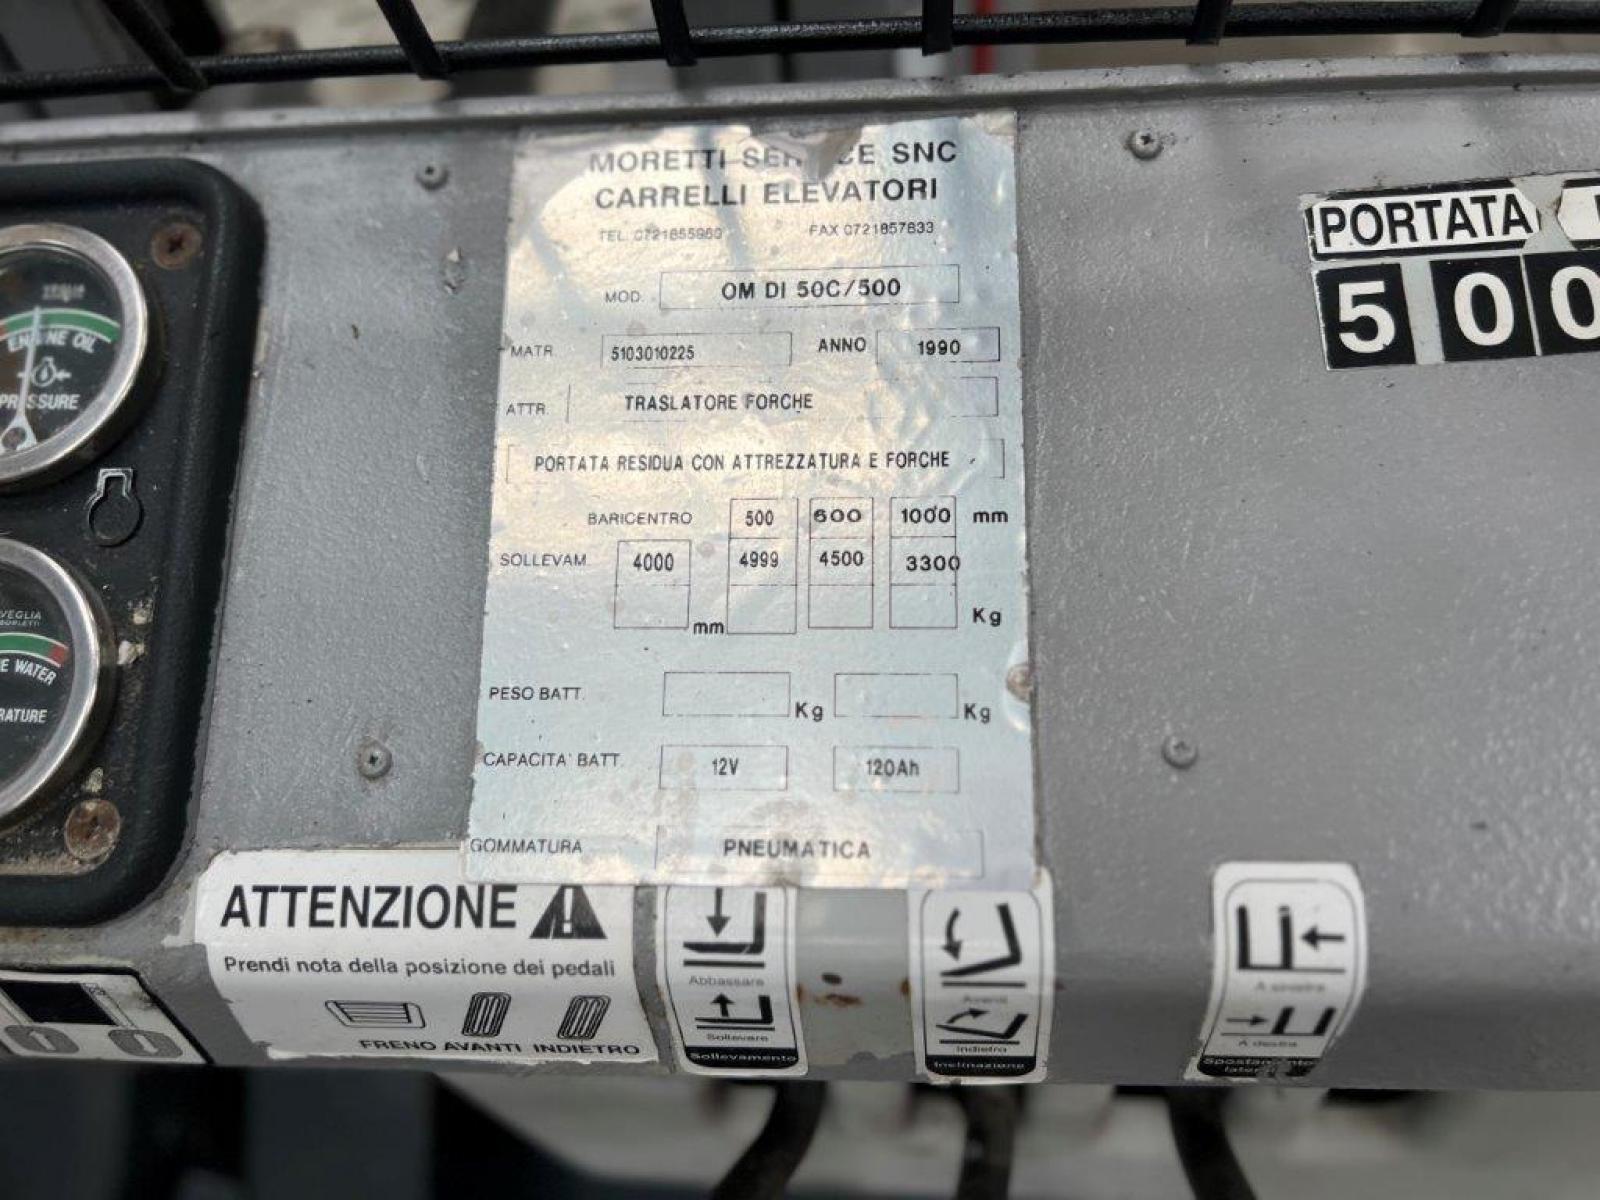 MORETTI SERVICE SNC
CARRELLI ELEVATORI
TEL. 0721855960 FAX 0721857833
MOD. OM DI 50C/500
MATR. 5103010225 ANNO 1990
ATTR. TRASLATORE FORCHE
PORTATA RESIDUA CON ATTREZZATURA E FORCHE
BARICENTRO 500 600 1000 mm
SOLLEVAM. 4000 4999 4500 3300
mm Kg
PESO BATT. Kg Kg
CAPACITA' BATT. 12V 120Ah
GOMMATURA PNEUMATICA
PORTATA
500
ENGINE OIL
PRESSURE
VEGLIA
BORLETTI
E WATER
RATURE
ATTENZIONE
Prendi nota della posizione dei pedali
FRENO AVANTI INDIETRO
Abbassare
Sollevare
Sollevamento
Avanti
Indietro
Inclinazione
A sinistra
A destra
Spostamento